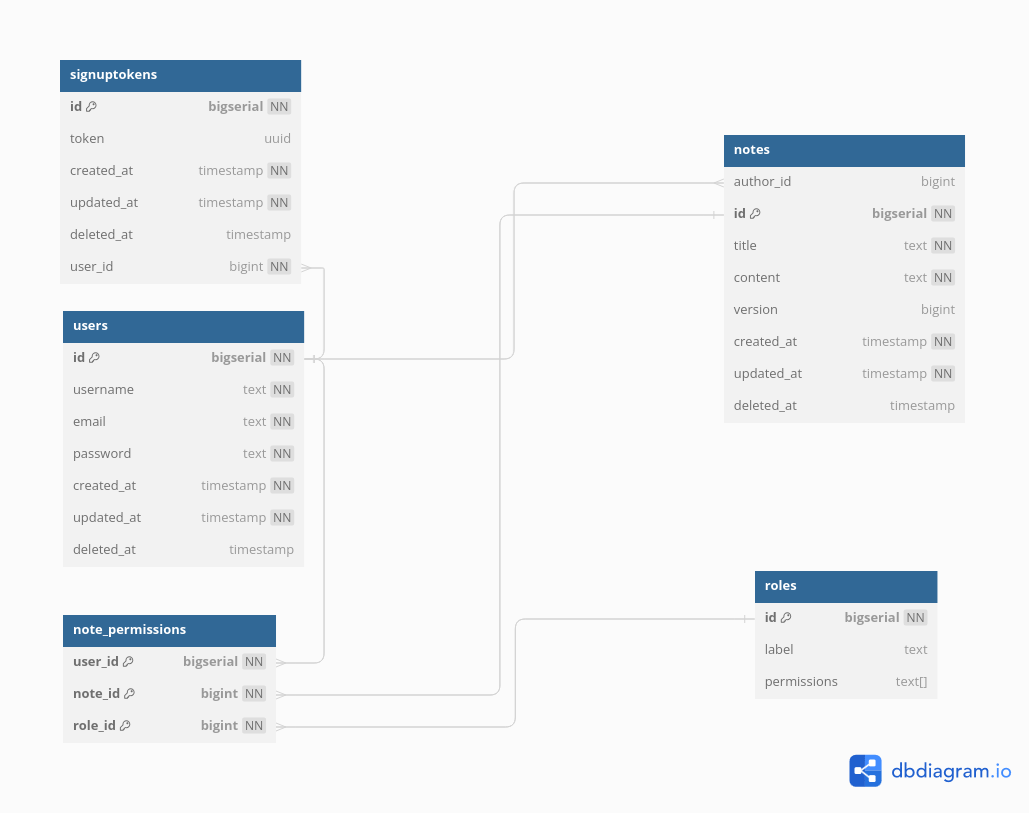 signuptokens
id bigserial NN
token uuid
created_at timestamp NN
updated_at timestamp NN
deleted_at timestamp
user_id bigint NN
users
id bigserial NN
username text NN
email text NN
password text NN
created_at timestamp NN
updated_at timestamp NN
deleted_at timestamp
note_permissions
user_id bigserial NN
note_id bigint NN
role_id bigint NN
notes
author_id bigint
id bigserial NN
title text NN
content text NN
version bigint
created_at timestamp NN
updated_at timestamp NN
deleted_at timestamp
roles
id bigserial NN
label text
permissions text[]
dbdiagram.io